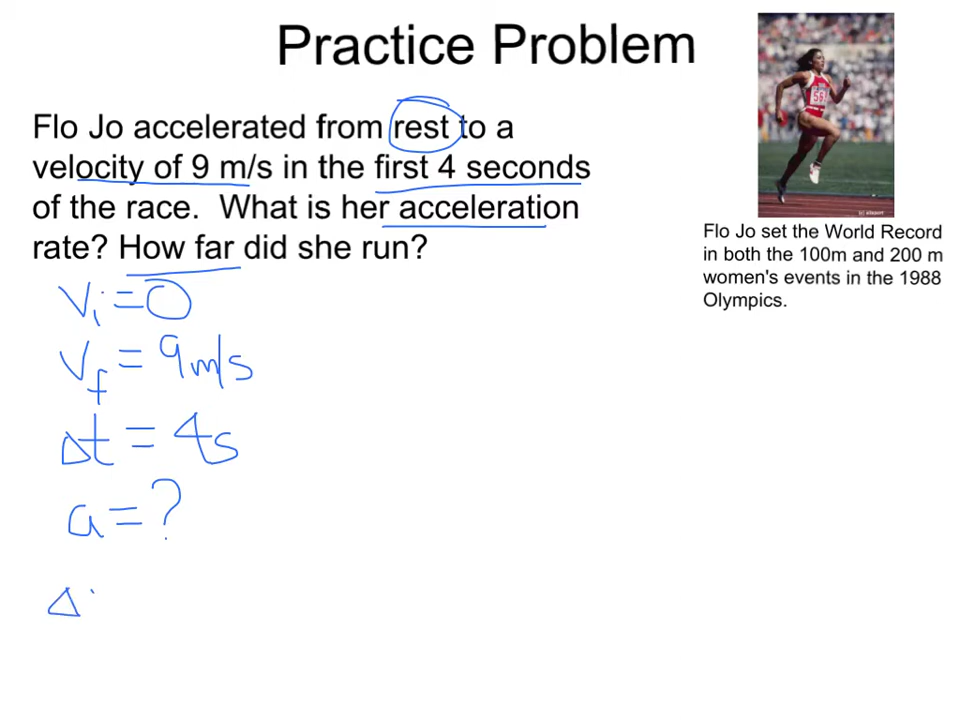 Practice Problem
Flo Jo accelerated from rest to a
velocity of 9 m/s in the first 4 seconds
of the race.  What is her acceleration
rate? How far did she run?
Flo Jo set the World Record
in both the 100m and 200 m
women's events in the 1988
Olympics.
Vi = 0
Vf = 9 m/s
Δt = 4s
a = ?
Δ